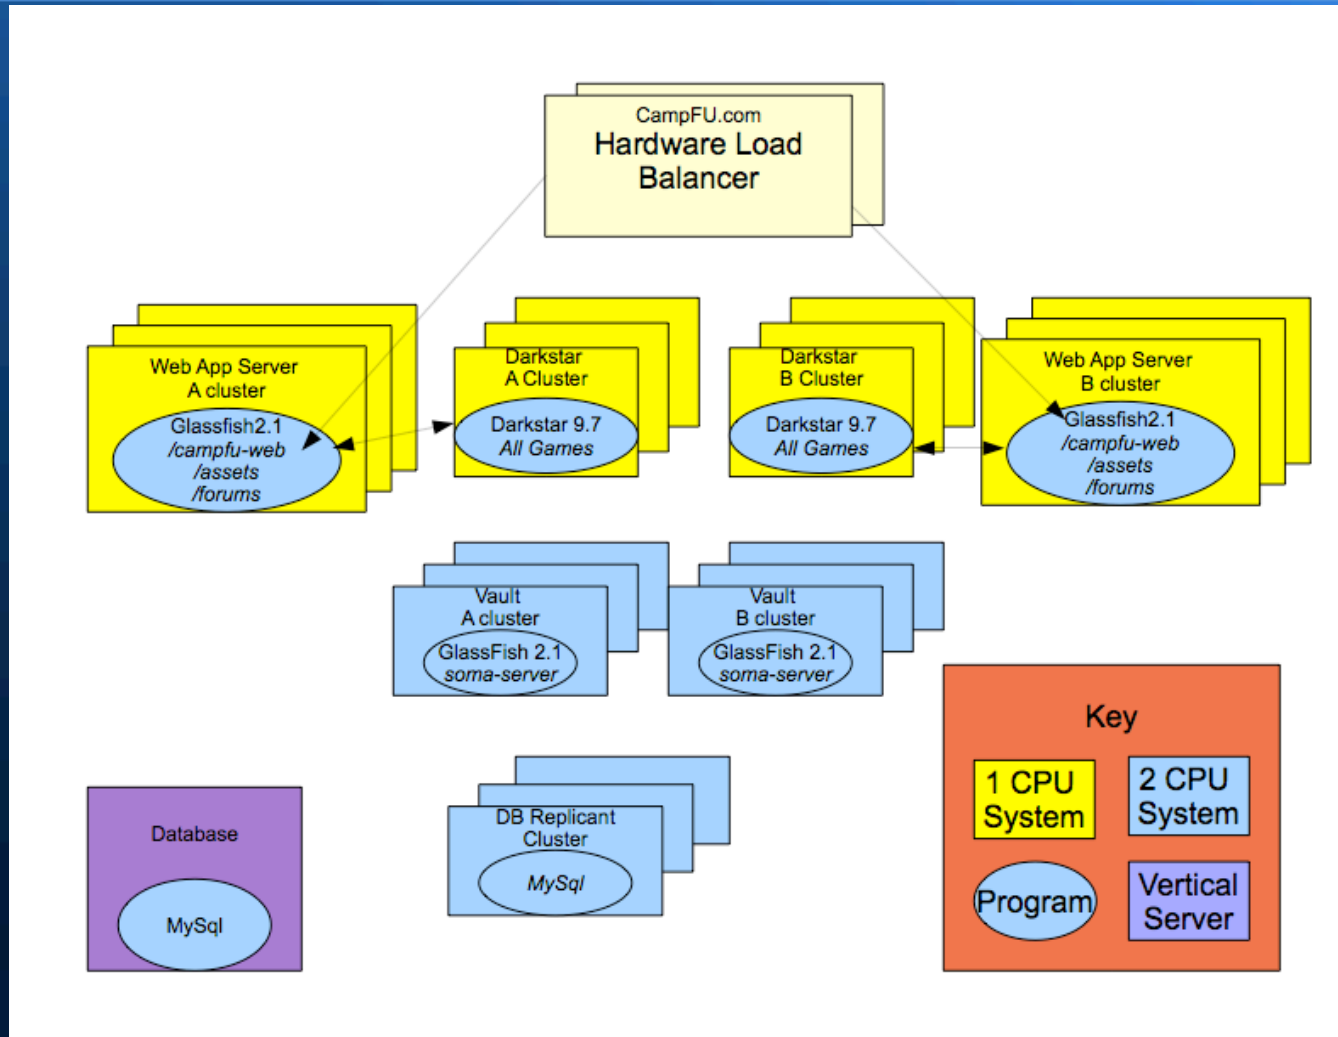 CampFU.com
Hardware Load
Balancer
Web App Server
A cluster
Glassfish2.1
/campfu-web
/assets
/forums
Darkstar
A Cluster
Darkstar 9.7
All Games
Darkstar
B Cluster
Darkstar 9.7
All Games
Web App Server
B cluster
Glassfish2.1
/campfu-web
/assets
/forums
Vault
A cluster
GlassFish 2.1
soma-server
Vault
B cluster
GlassFish 2.1
soma-server
Database
MySql
DB Replicant
Cluster
MySql
Key
1 CPU
System
2 CPU
System
Program
Vertical
Server